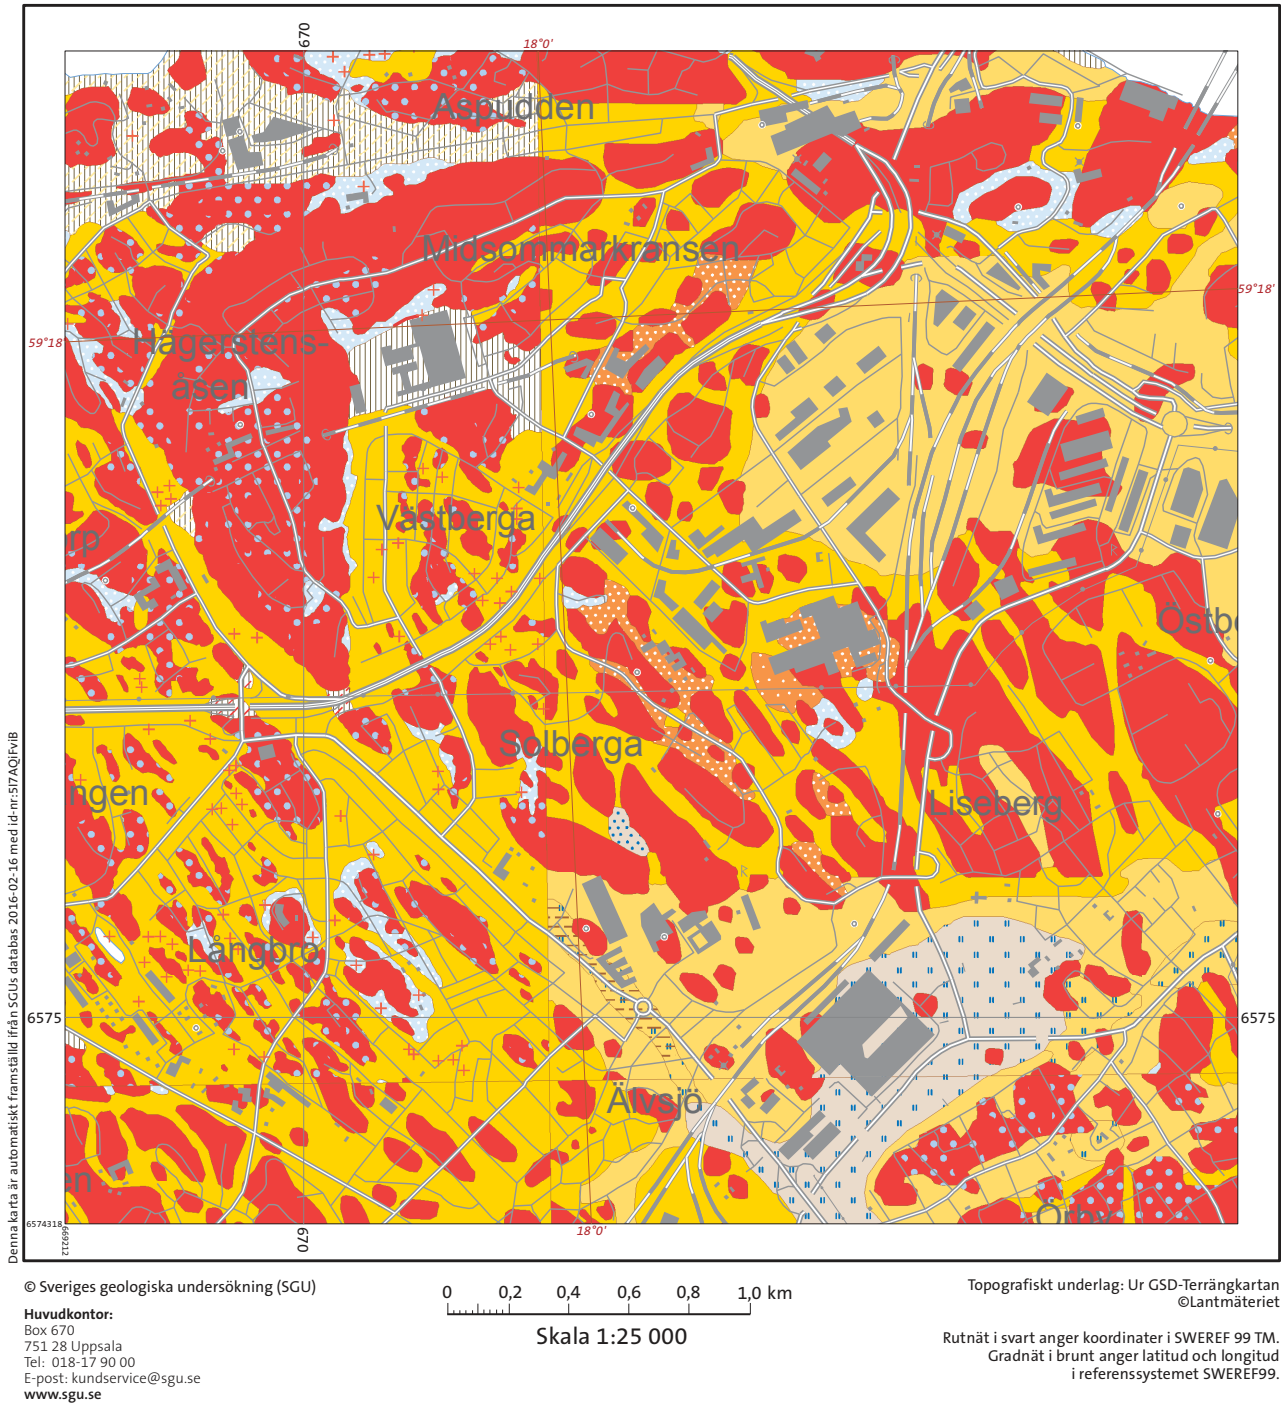 670
18°0'
Aspudden
Midsommarkransen
59°18'
59°18'
Hägerstens-
åsen
Västberga
rp
Östbe
Solberga
ngen
Liseberg
Långbro
6575
6575
Älvsjö
en
Örby
6574318
669212
670
18°0'
Denna karta är automatiskt framställd ifrån SGUs databas 2016-02-16 med id-nr:5J7AQiFviB
© Sveriges geologiska undersökning (SGU)
Huvudkontor:
Box 670
751 28 Uppsala
Tel: 018-17 90 00
E-post: kundservice@sgu.se
www.sgu.se
0 0,2 0,4 0,6 0,8 1,0 km
Skala 1:25 000
Topografiskt underlag: Ur GSD-Terrängkartan
©Lantmäteriet
Rutnät i svart anger koordinater i SWEREF 99 TM.
Gradnät i brunt anger latitud och longitud
i referenssystemet SWEREF99.